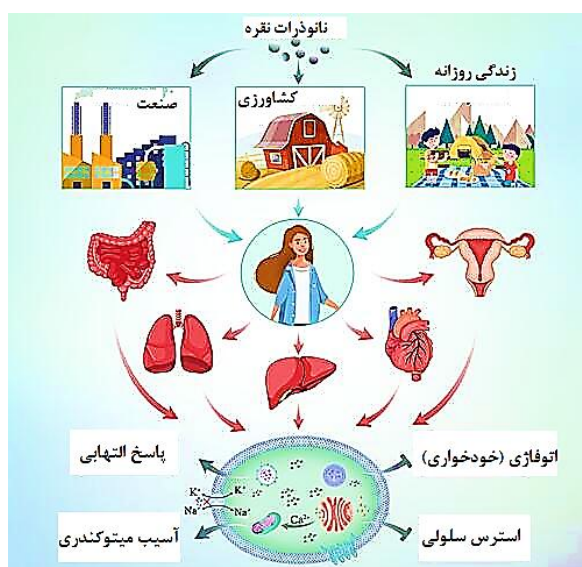 نانوذرات نقره
صنعت
کشاورزی
زندگی روزانه
پاسخ التهابی
اتوفاژی (خودخواری)
K⁺
K⁺
Na⁺
Na⁺
Ca²⁺
آسیب میتوکندری
استرس سلولی